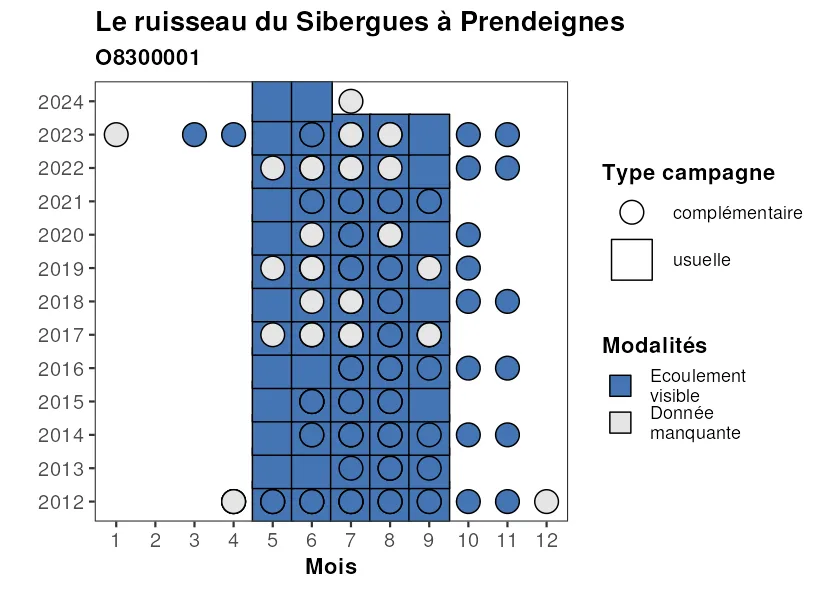 Le ruisseau du Sibergues à Prendeignes
O8300001
2024
2023
2022
2021
2020
2019
2018
2017
2016
2015
2014
2013
2012
1 2 3 4 5 6 7 8 9 10 11 12
Mois
Type campagne
complémentaire
usuelle
Modalités
Ecoulement
visible
Donnée
manquante